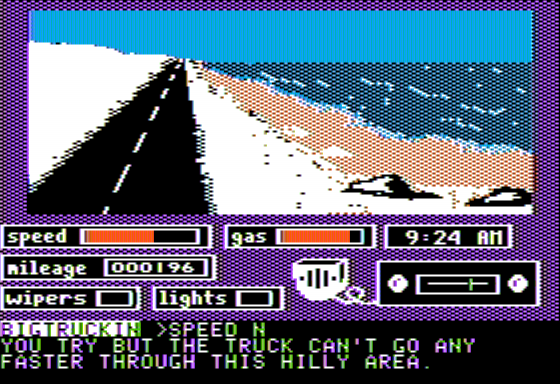 speed gas 9:24 AM
mileage 000196
wipers lights
BIGTRUCKIN >SPEED N
YOU TRY BUT THE TRUCK CAN'T GO ANY
FASTER THROUGH THIS HILLY AREA.